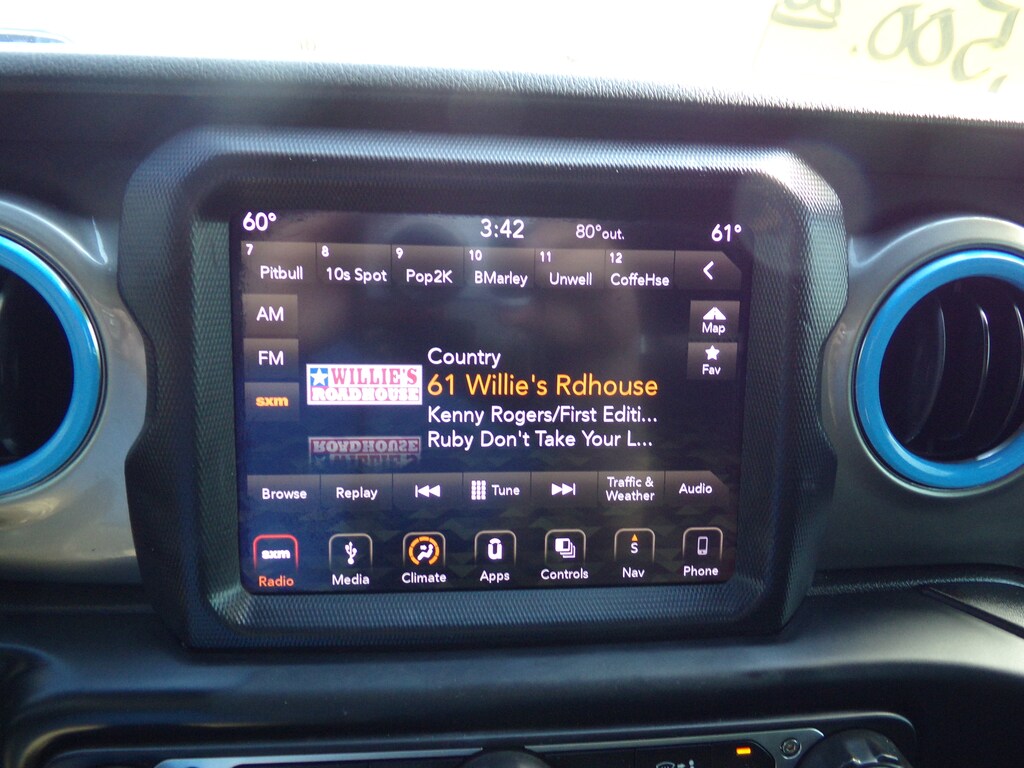 500.
60°
3:42
80°out.
61°
7 Pitbull
8 10s Spot
9 Pop2K
10 BMarley
11 Unwell
12 CoffeHse
AM
Map
FM
Fav
sxm
WILLIE'S
ROADHOUSE
Country
61 Willie's Rdhouse
Kenny Rogers/First Editi...
Ruby Don't Take Your L...
Browse
Replay
Tune
Traffic &
Weather
Audio
sxm
Radio
Media
Climate
Apps
Controls
S
Nav
Phone